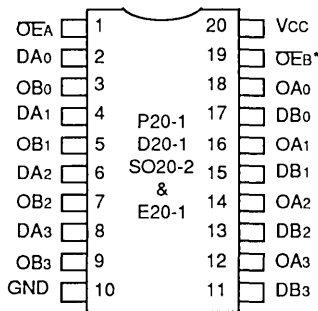 OEA 1 20 Vcc
DA0 2 19 OEB*
OB0 3 18 OA0
DA1 4 P20-1 17 DB0
OB1 5 D20-1 16 OA1
DA2 6 SO20-2 15 DB1
OB2 7 & 14 OA2
DA3 8 E20-1 13 DB2
OB3 9 12 OA3
GND 10 11 DB3